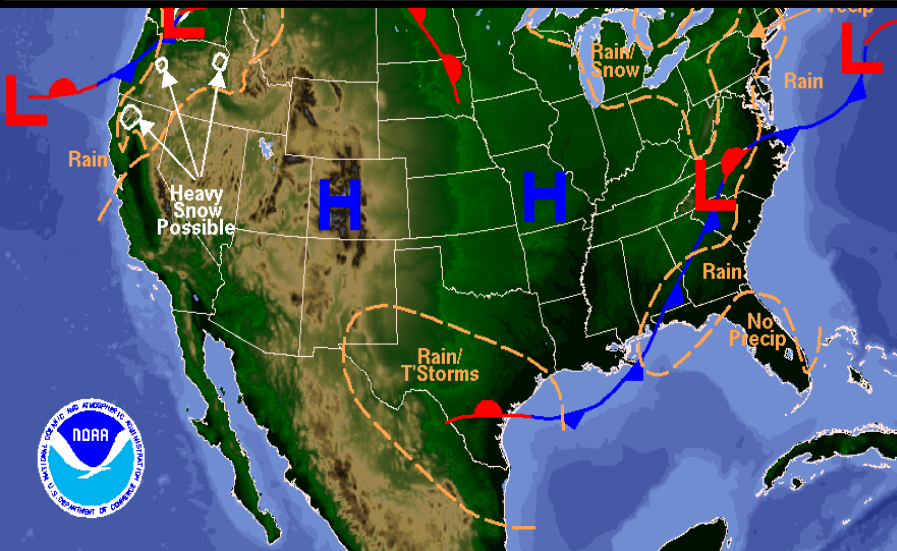 L
Precip
L
Rain/
Snow
Rain
L
Rain
Heavy
Snow
Possible
H
H
L
Rain
No
Precip
Rain/
T'Storms
NOAA
NATIONAL OCEANIC AND ATMOSPHERIC ADMINISTRATION
U.S. DEPARTMENT OF COMMERCE